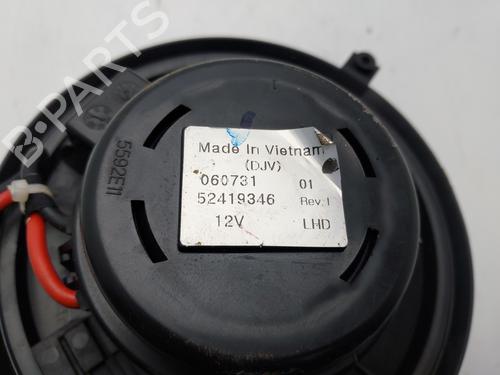 B-PARTS
5592E11
Made In Vietnam
(DJV)
060731 01
52419346 Rev.1
12V LHD